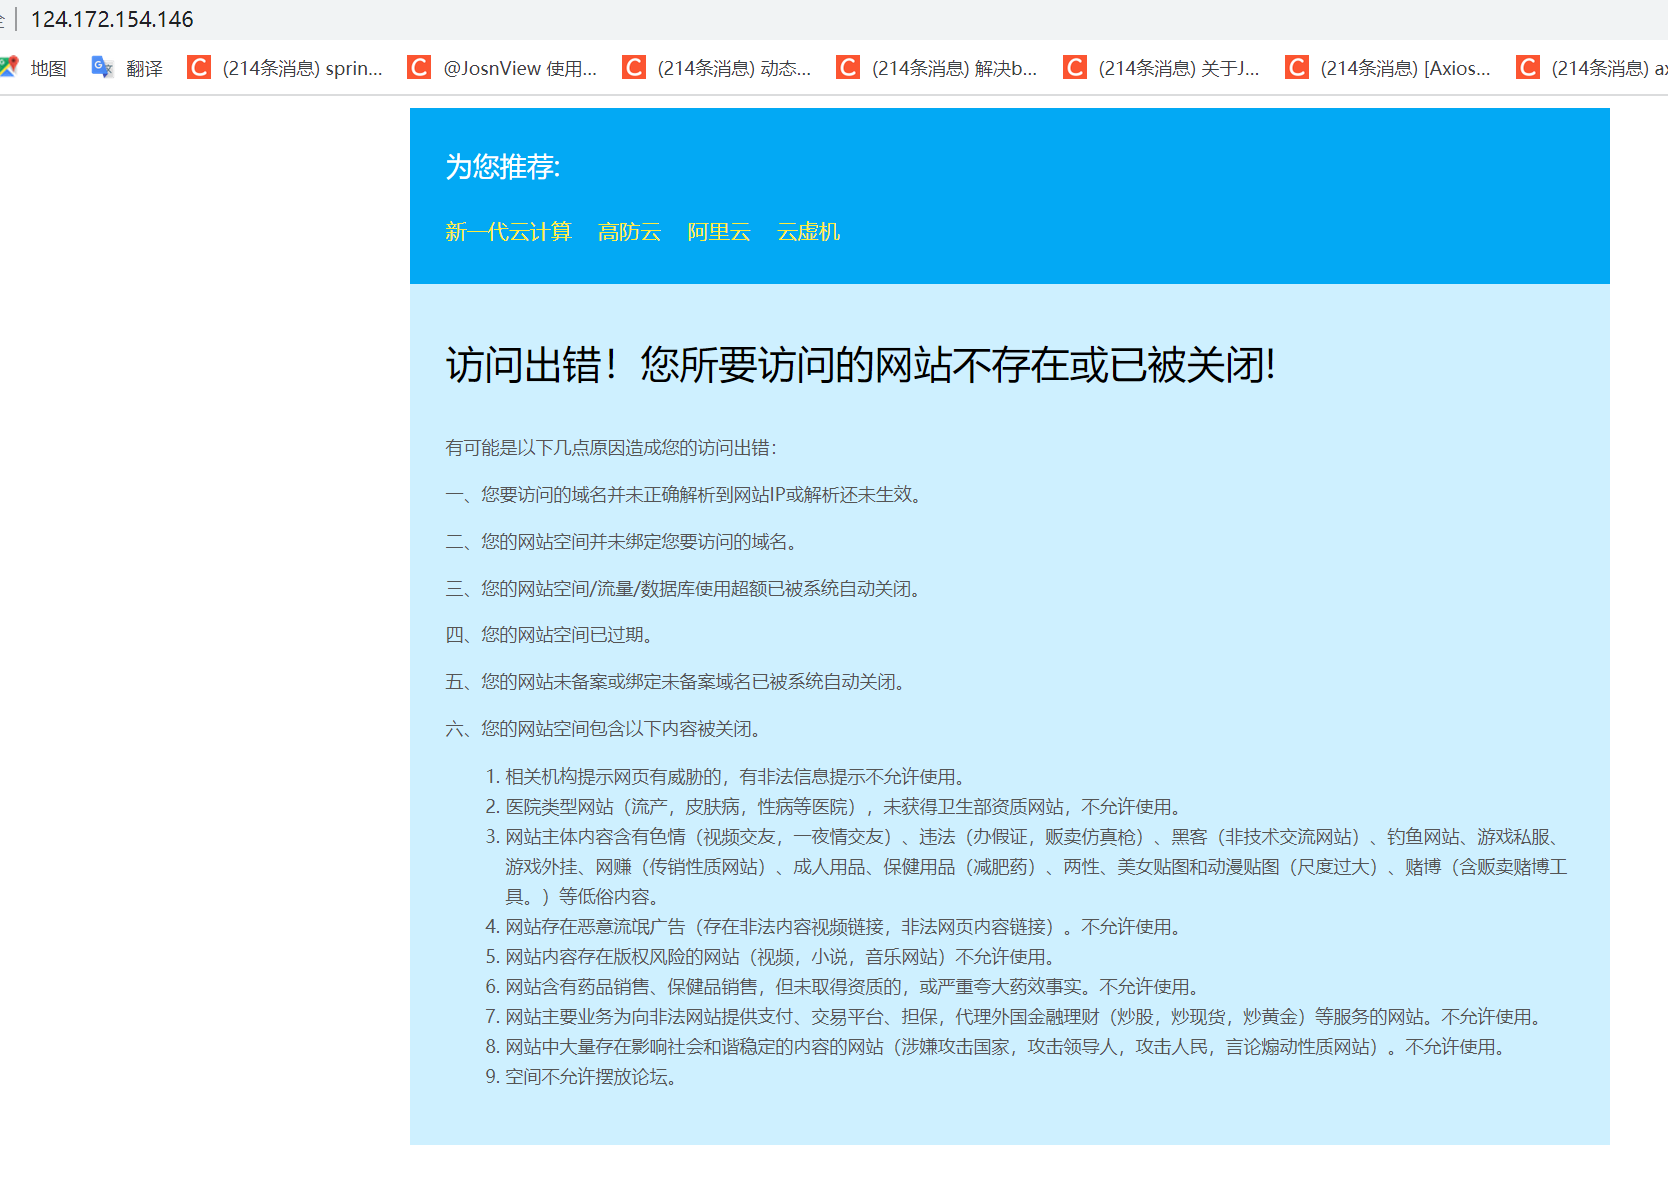 124.172.154.146
地图 翻译 (214条消息) sprin... @JosnView 使用... (214条消息) 动态... (214条消息) 解决b... (214条消息) 关于J... (214条消息) [Axios... (214条消息) ax
为您推荐:
新一代云计算 高防云 阿里云 云虚机
访问出错！您所要访问的网站不存在或已被关闭!
有可能是以下几点原因造成您的访问出错：
一、您要访问的域名并未正确解析到网站IP或解析还未生效。
二、您的网站空间并未绑定您要访问的域名。
三、您的网站空间/流量/数据库使用超额已被系统自动关闭。
四、您的网站空间已过期。
五、您的网站未备案或绑定未备案域名已被系统自动关闭。
六、您的网站空间包含以下内容被关闭。
1. 相关机构提示网页有威胁的，有非法信息提示不允许使用。
2. 医院类型网站（流产，皮肤病，性病等医院），未获得卫生部资质网站，不允许使用。
3. 网站主体内容含有色情（视频交友，一夜情交友）、违法（办假证，贩卖仿真枪）、黑客（非技术交流网站）、钓鱼网站、游戏私服、
游戏外挂、网赚（传销性质网站）、成人用品、保健用品（减肥药）、两性、美女贴图和动漫贴图（尺度过大）、赌博（含贩卖赌博工
具。）等低俗内容。
4. 网站存在恶意流氓广告（存在非法内容视频链接，非法网页内容链接）。不允许使用。
5. 网站内容存在版权风险的网站（视频，小说，音乐网站）不允许使用。
6. 网站含有药品销售、保健品销售，但未取得资质的，或严重夸大药效事实。不允许使用。
7. 网站主要业务为向非法网站提供支付、交易平台、担保，代理外国金融理财（炒股，炒现货，炒黄金）等服务的网站。不允许使用。
8. 网站中大量存在影响社会和谐稳定的内容的网站（涉嫌攻击国家，攻击领导人，攻击人民，言论煽动性质网站）。不允许使用。
9. 空间不允许摆放论坛。